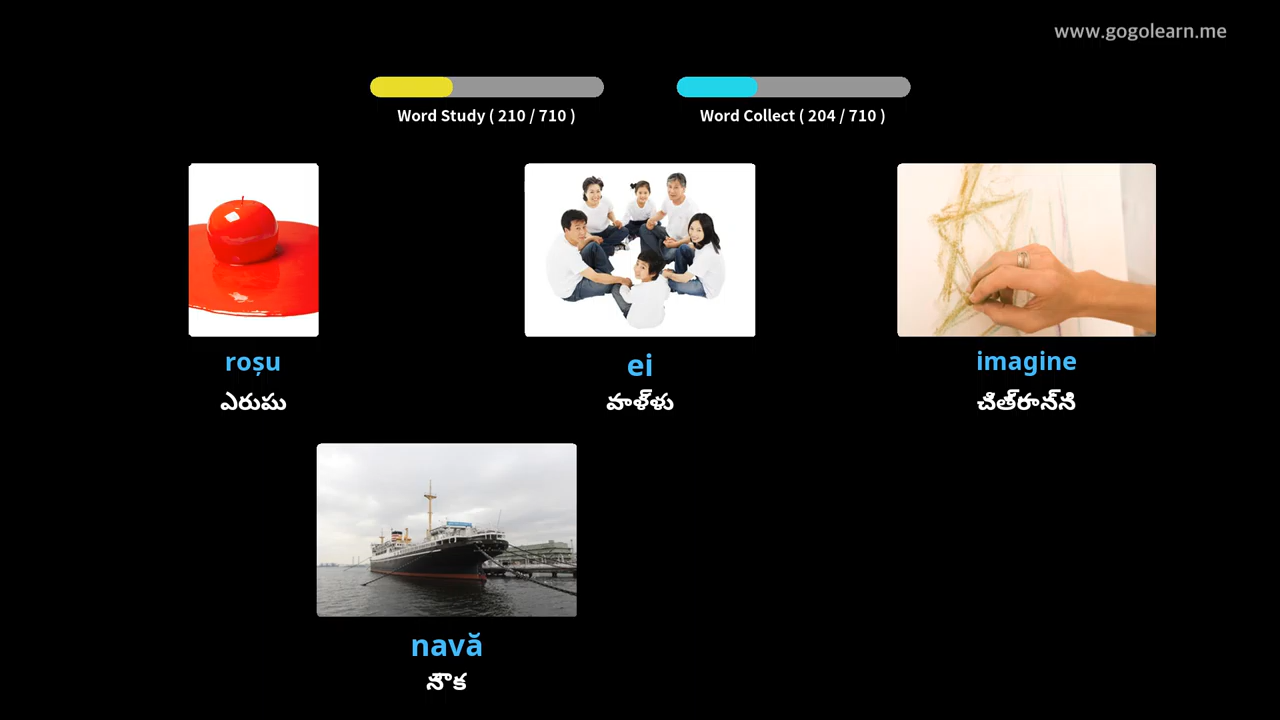 www.gogolearn.me
Word Study ( 210 / 710 )
Word Collect ( 204 / 710 )
roșu
ఎరుపు
ei
వాళ్ళు
imagine
చిత్రాన్ని
navă
నౌక